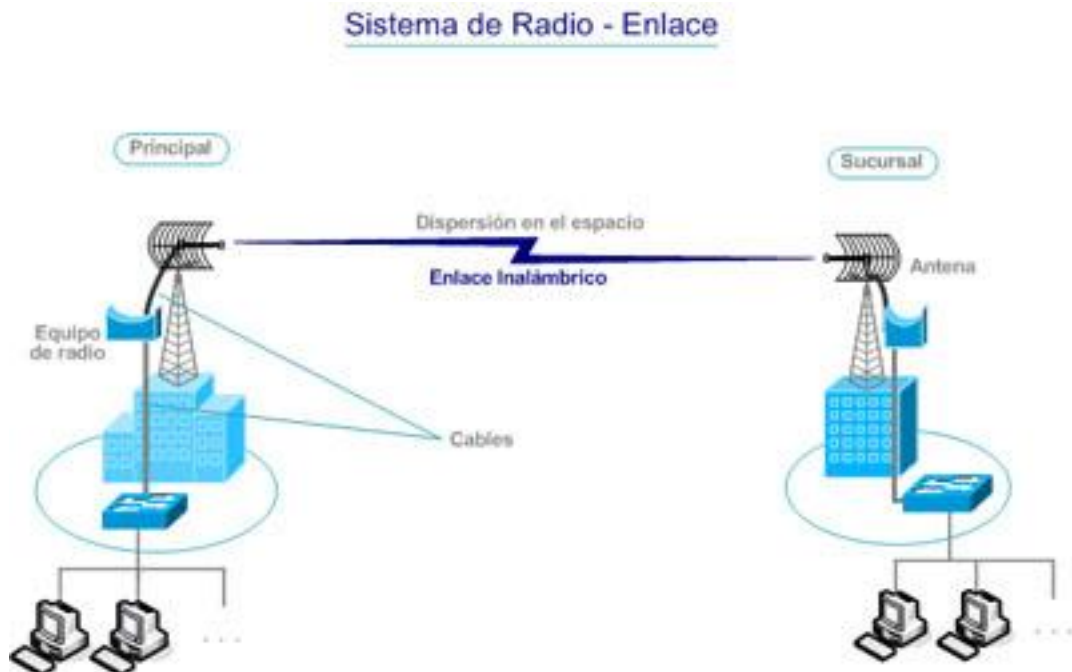 Sistema de Radio - Enlace
Principal
Sucursal
Dispersión en el espacio
Enlace Inalámbrico
Antena
Equipo
de radio
Cables
. . .
. . .